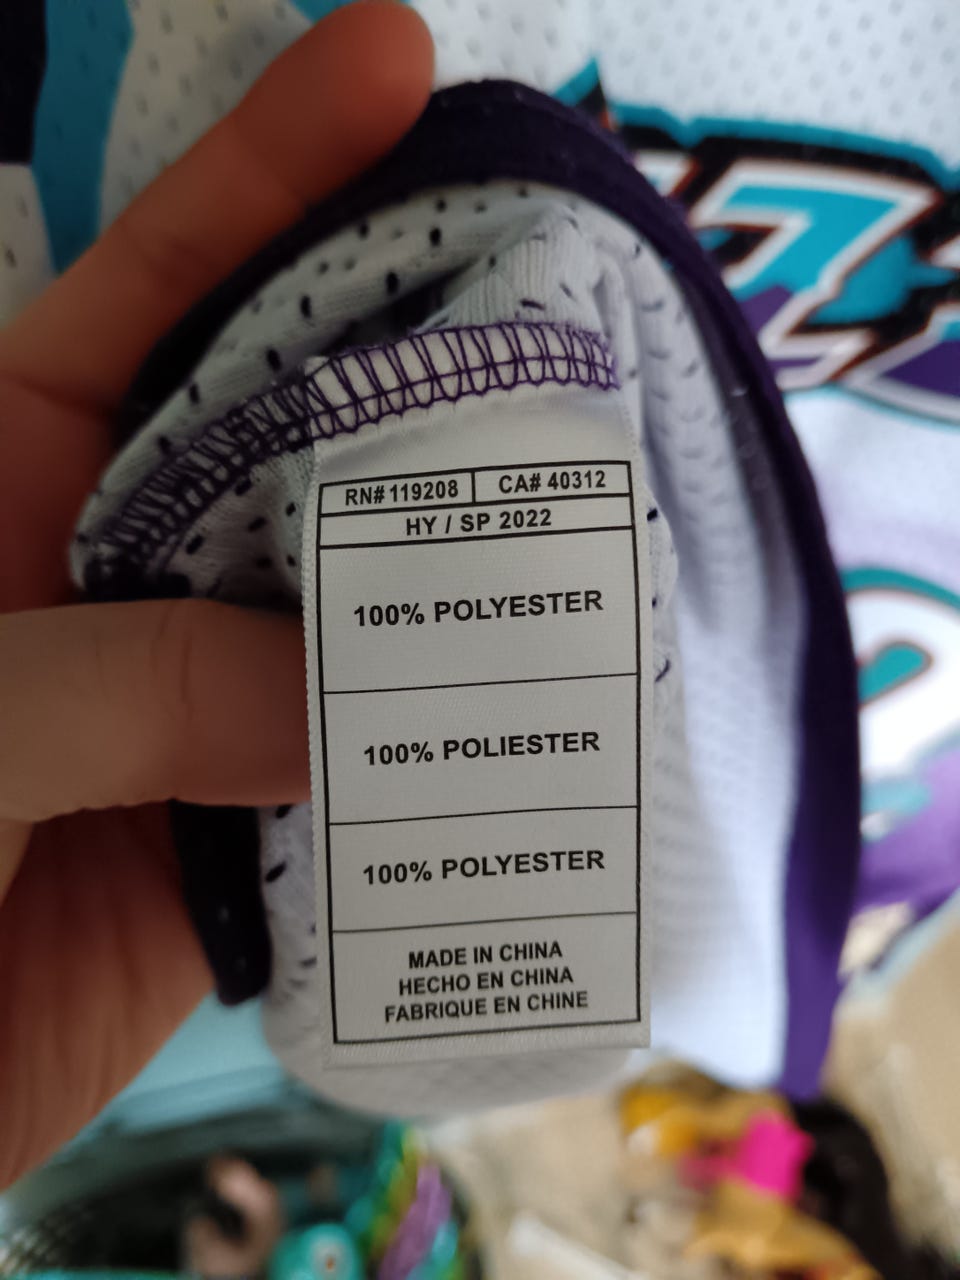 RN# 119208 CA# 40312
HY / SP 2022
100% POLYESTER
100% POLIESTER
100% POLYESTER
MADE IN CHINA
HECHO EN CHINA
FABRIQUE EN CHINE